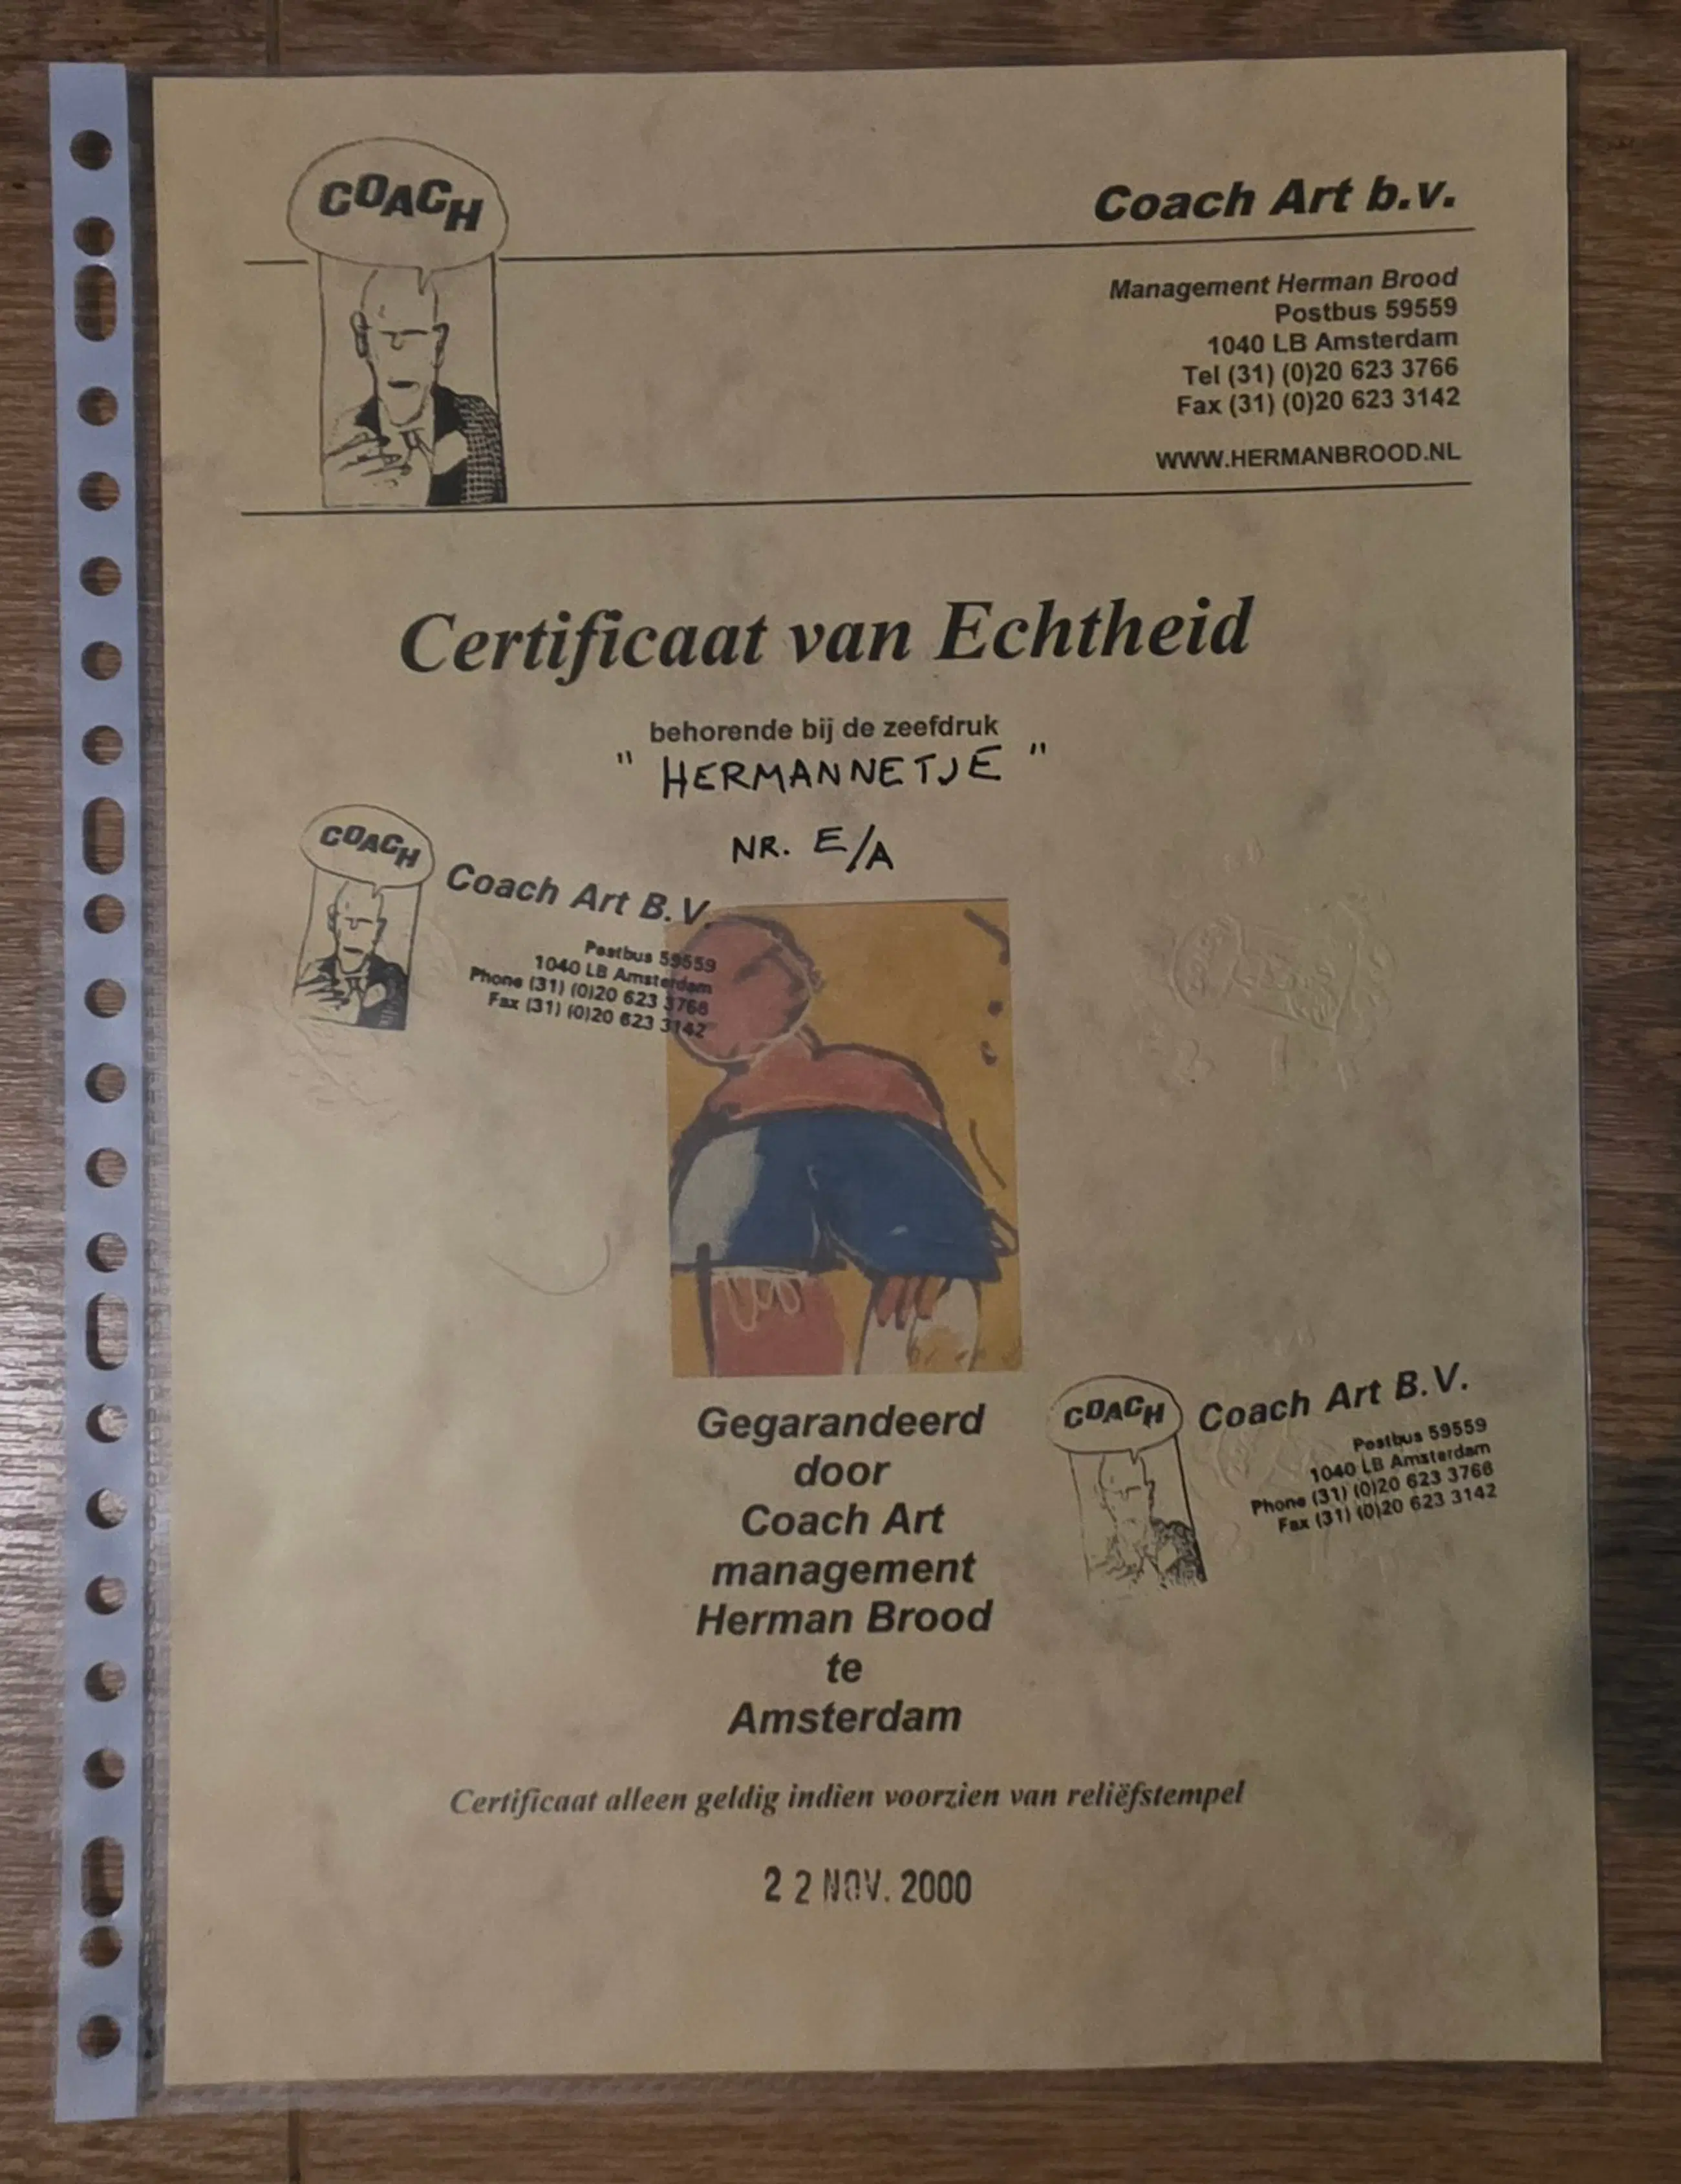 COACH
Coach Art b.v.
Management Herman Brood
Postbus 59559
1040 LB Amsterdam
Tel (31) (0)20 623 3766
Fax (31) (0)20 623 3142
WWW.HERMANBROOD.NL
Certificaat van Echtheid
behorende bij de zeefdruk
" HERMANNETJE "
NR. E/A
COACH
Coach Art B.V.
Postbus 59559
1040 LB Amsterdam
Phone (31) (0)20 623 3766
Fax (31) (0)20 623 3142
Gegarandeerd
door
Coach Art
management
Herman Brood
te
Amsterdam
COACH
Coach Art B.V.
Postbus 59559
1040 LB Amsterdam
Phone (31) (0)20 623 3766
Fax (31) (0)20 623 3142
Certificaat alleen geldig indien voorzien van reliëfstempel
22 NOV. 2000